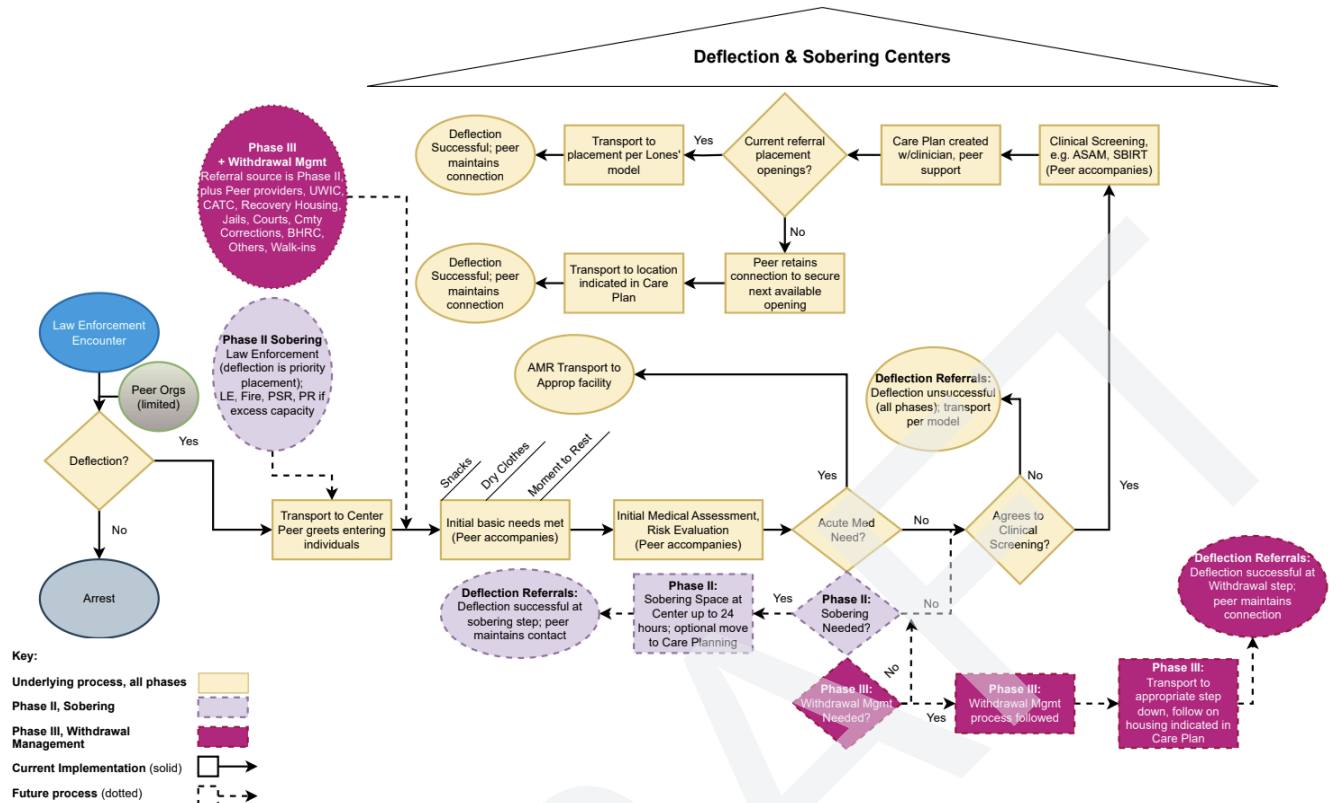 Deflection & Sobering Centers
Phase III
+ Withdrawal Mgmt
Referral source is Phase II,
plus Peer providers, UWIC,
CATC, Recovery Housing,
Jails, Courts, Cmty
Corrections, BHRC,
Others, Walk-ins
Deflection
Successful; peer
maintains
connection
Transport to
placement per Lones'
model
Yes
Current referral
placement
openings?
Care Plan created
w/clinician, peer
support
Clinical Screening,
e.g. ASAM, SBIRT
(Peer accompanies)
No
Deflection
Successful; peer
maintains
connection
Transport to location
indicated in Care
Plan
Peer retains
connection to secure
next available
opening
Law Enforcement
Encounter
Peer Orgs
(limited)
Phase II Sobering
Law Enforcement
(deflection is priority
placement);
LE, Fire, PSR, PR if
excess capacity
AMR Transport to
Approp facility
Deflection Referrals:
Deflection unsuccessful
(all phases); transport
per model
Deflection?
Yes
No
Arrest
Transport to Center
Peer greets entering
individuals
Snacks
Dry Clothes
Moment to Rest
Initial basic needs met
(Peer accompanies)
Initial Medical Assessment,
Risk Evaluation
(Peer accompanies)
Yes
Acute Med
Need?
No
No
Agrees to
Clinical
Screening?
Yes
Deflection Referrals:
Deflection successful at
sobering step; peer
maintains contact
Phase II:
Sobering Space at
Center up to 24
hours; optional move
to Care Planning
Yes
Phase II:
Sobering
Needed?
No
Deflection Referrals:
Deflection successful at
Withdrawal step;
peer maintains
connection
Phase III:
Withdrawal Mgmt
Needed?
No
Yes
Phase III:
Withdrawal Mgmt
process followed
Phase III:
Transport to
appropriate step
down, follow on
housing indicated in
Care Plan
Key:
Underlying process, all phases
Phase II, Sobering
Phase III, Withdrawal
Management
Current Implementation (solid)
Future process (dotted)